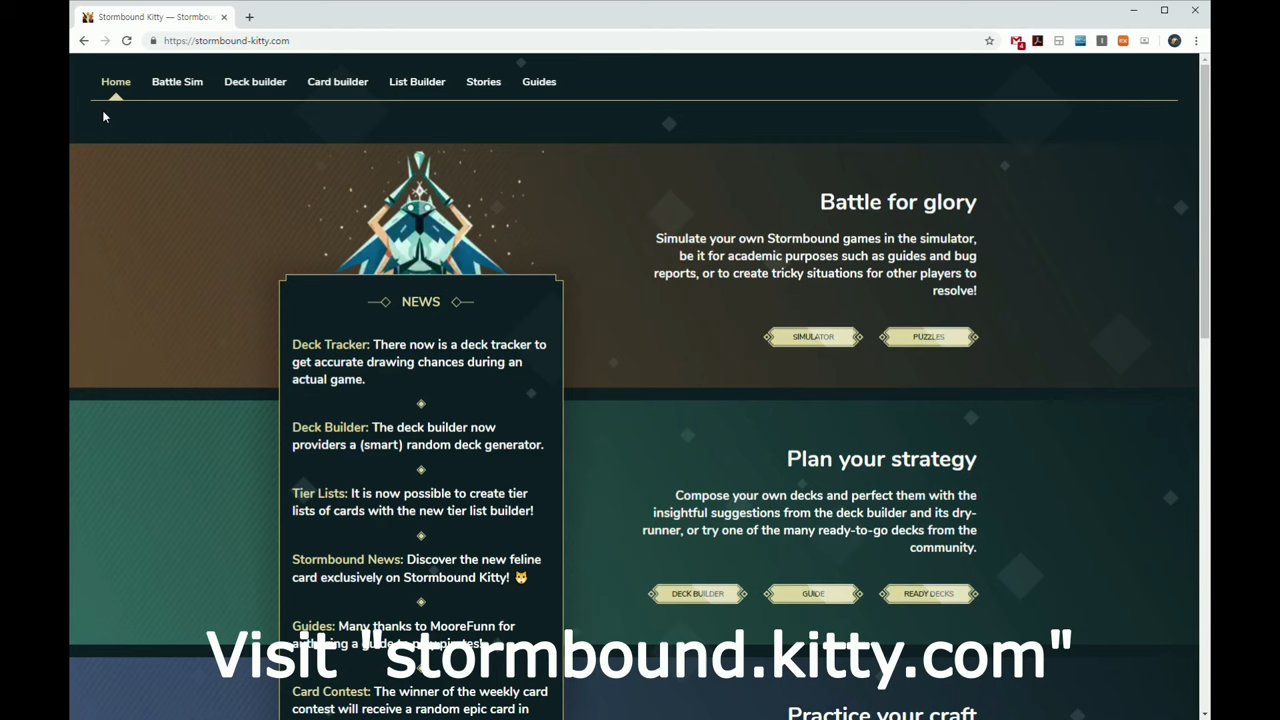 Stormbound Kitty — Stormbou
https://stormbound-kitty.com
4
Home
Battle Sim
Deck builder
Card builder
List Builder
Stories
Guides
Battle for glory
Simulate your own Stormbound games in the simulator,
be it for academic purposes such as guides and bug
reports, or to create tricky situations for other players to
resolve!
SIMULATOR
PUZZLES
NEWS
Deck Tracker: There now is a deck tracker to
get accurate drawing chances during an
actual game.
Deck Builder: The deck builder now
providers a (smart) random deck generator.
Tier Lists: It is now possible to create tier
lists of cards with the new tier list builder!
Stormbound News: Discover the new feline
card exclusively on Stormbound Kitty! 🐱
Guides: Many thanks to MooreFunn for
Card Contest: The winner of the weekly card
contest will receive a random epic card in
Plan your strategy
Compose your own decks and perfect them with the
insightful suggestions from the deck builder and its dry-
runner, or try one of the many ready-to-go decks from the
community.
DECK BUILDER
GUIDE
READY DECKS
Visit "stormbound.kitty.com"
Practice your craft